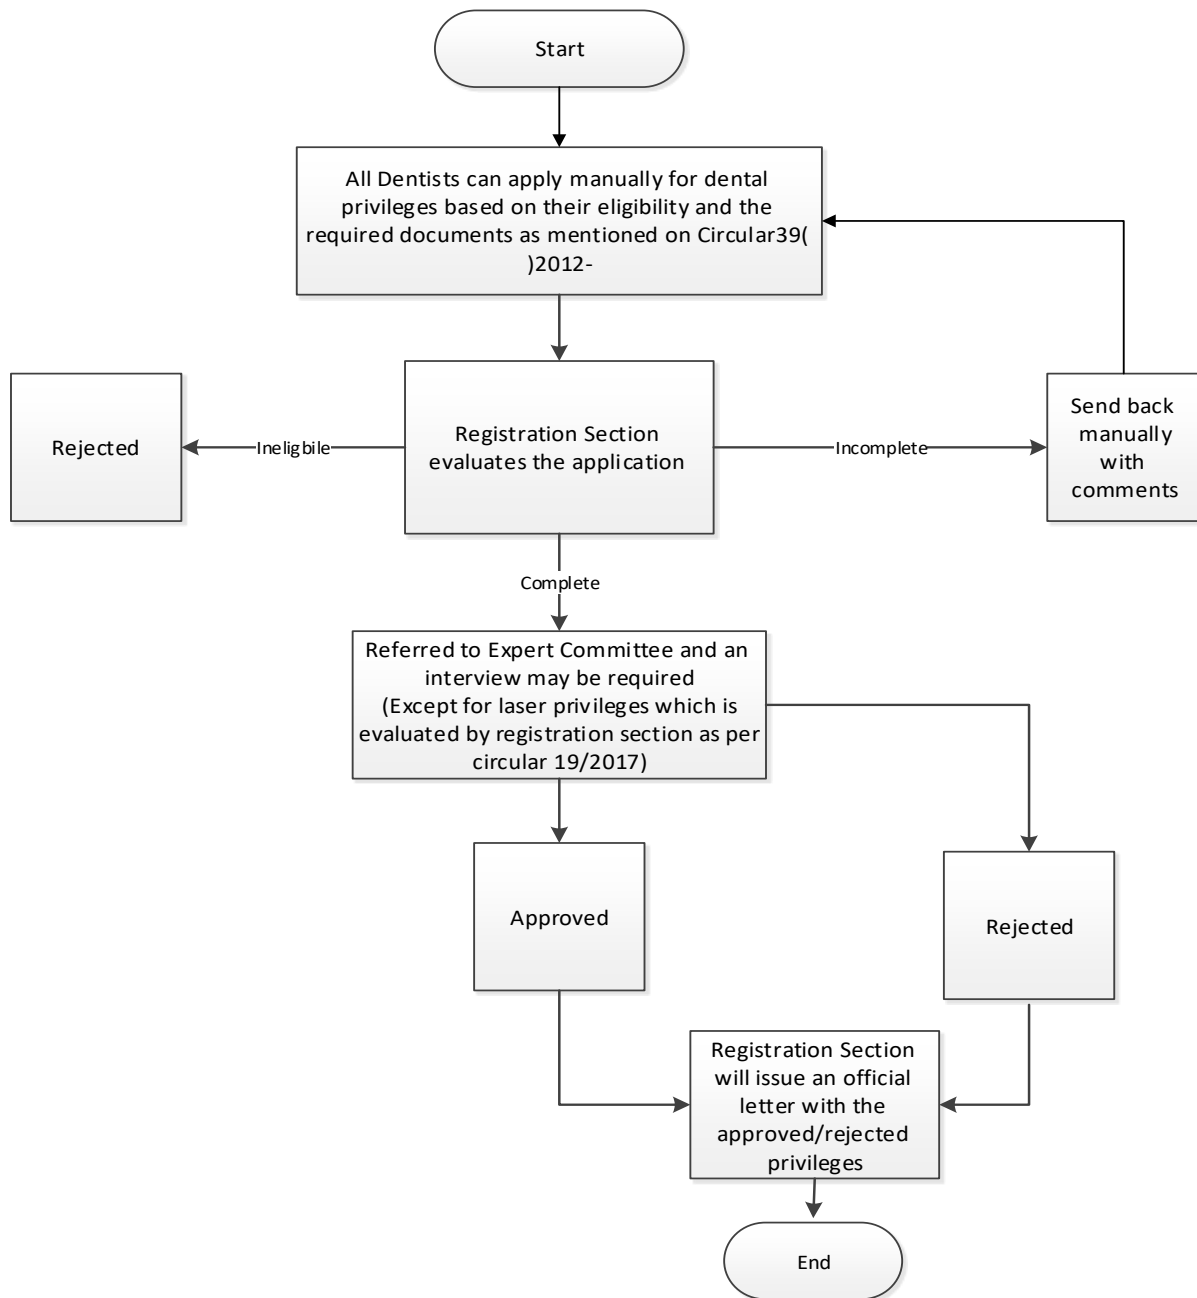 Start
All Dentists can apply manually for dental
privileges based on their eligibility and the
required documents as mentioned on Circular39(
)2012-
Rejected
Ineligbile
Registration Section
evaluates the application
Incomplete
Send back
manually
with
comments
Complete
Referred to Expert Committee and an
interview may be required
(Except for laser privileges which is
evaluated by registration section as per
circular 19/2017)
Approved
Rejected
Registration Section
will issue an official
letter with the
approved/rejected
privileges
End